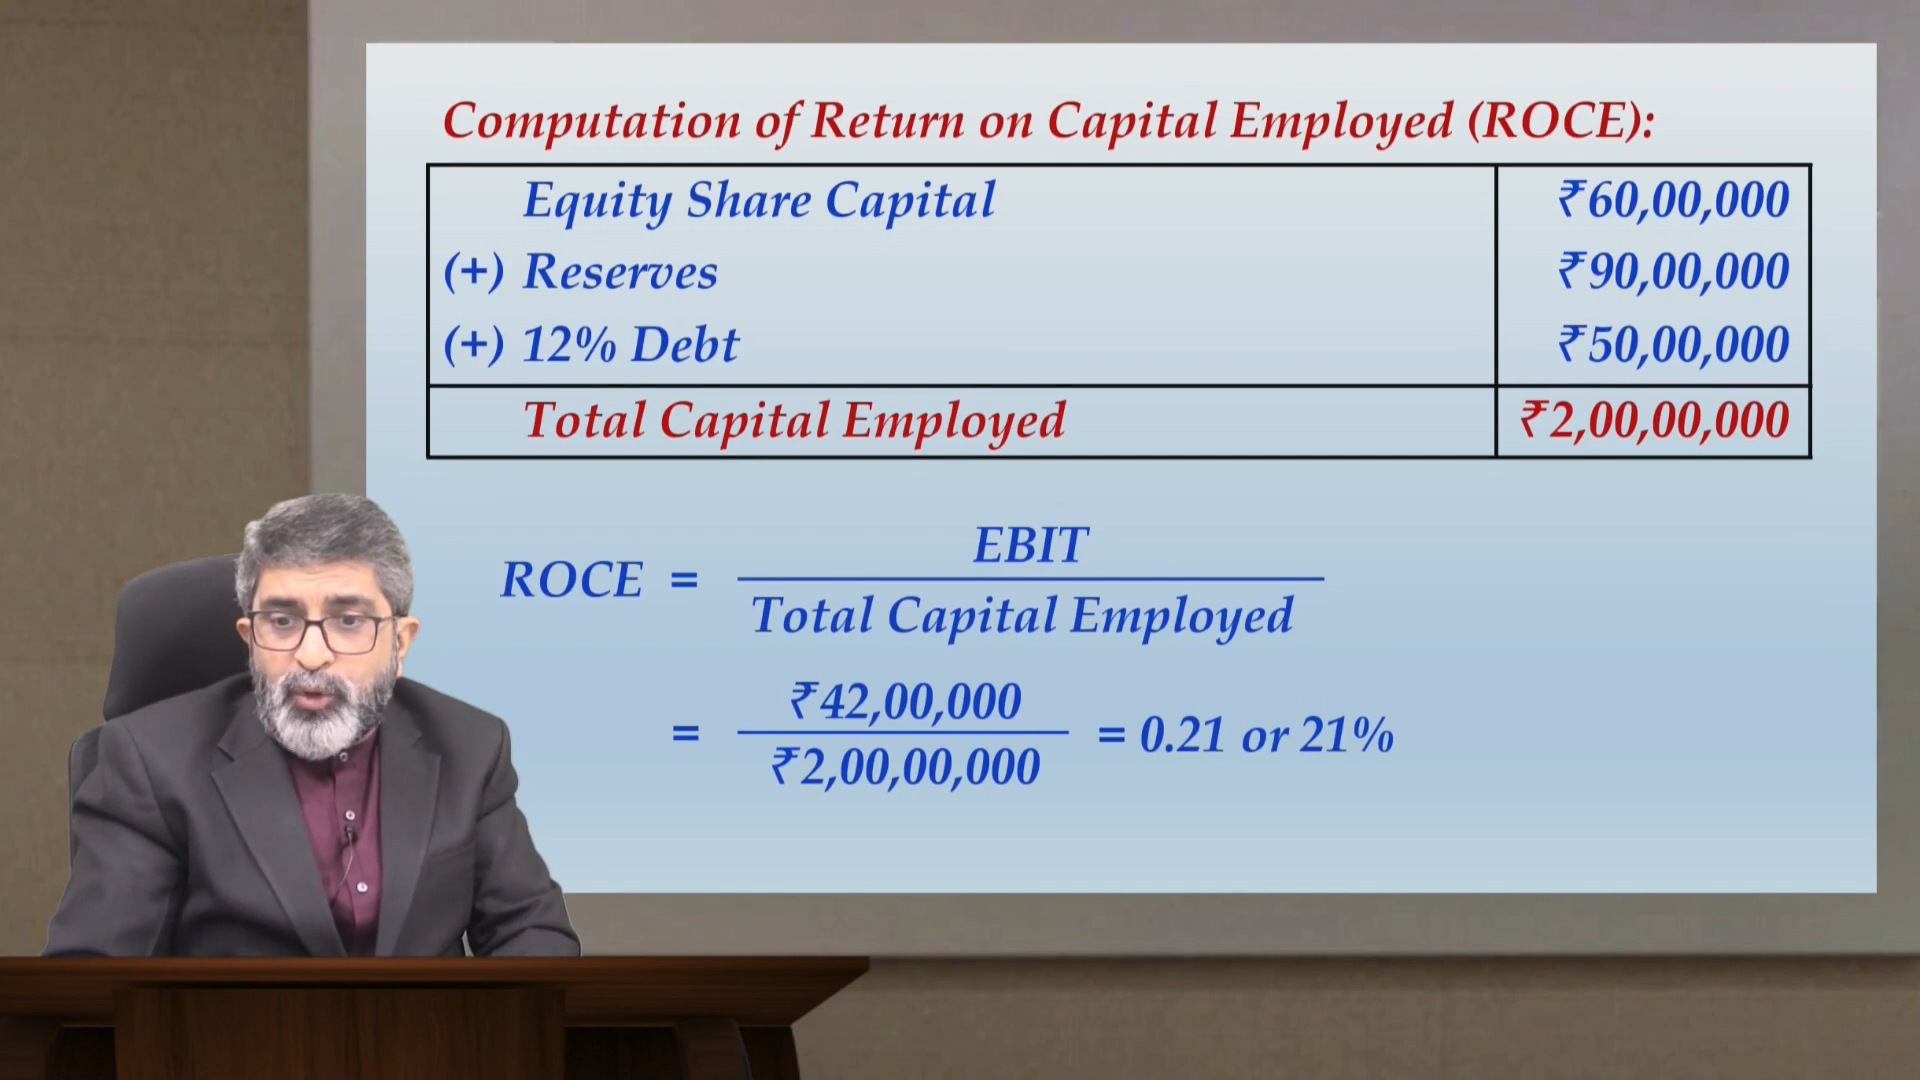 Computation of Return on Capital Employed (ROCE):
Equity Share Capital ₹60,00,000
(+) Reserves ₹90,00,000
(+) 12% Debt ₹50,00,000
Total Capital Employed ₹2,00,00,000
ROCE = EBIT
Total Capital Employed
= ₹42,00,000
₹2,00,00,000
= 0.21 or 21%